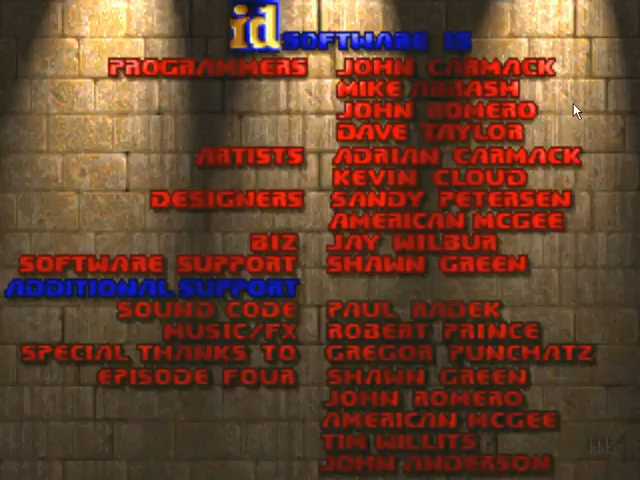 id SOFTWARE IS
PROGRAMMERS JOHN CARMACK
MIKE ABRASH
JOHN ROMERO
DAVE TAYLOR
ARTISTS ADRIAN CARMACK
KEVIN CLOUD
DESIGNERS SANDY PETERSEN
AMERICAN MCGEE
BIZ JAY WILBUR
SOFTWARE SUPPORT SHAWN GREEN
ADDITIONAL SUPPORT
SOUND CODE PAUL RADEK
MUSIC/FX ROBERT PRINCE
SPECIAL THANKS TO GREGOR PUNCHATZ
EPISODE FOUR SHAWN GREEN
JOHN ROMERO
AMERICAN MCGEE
TIM WILLITS
JOHN ANDERSON